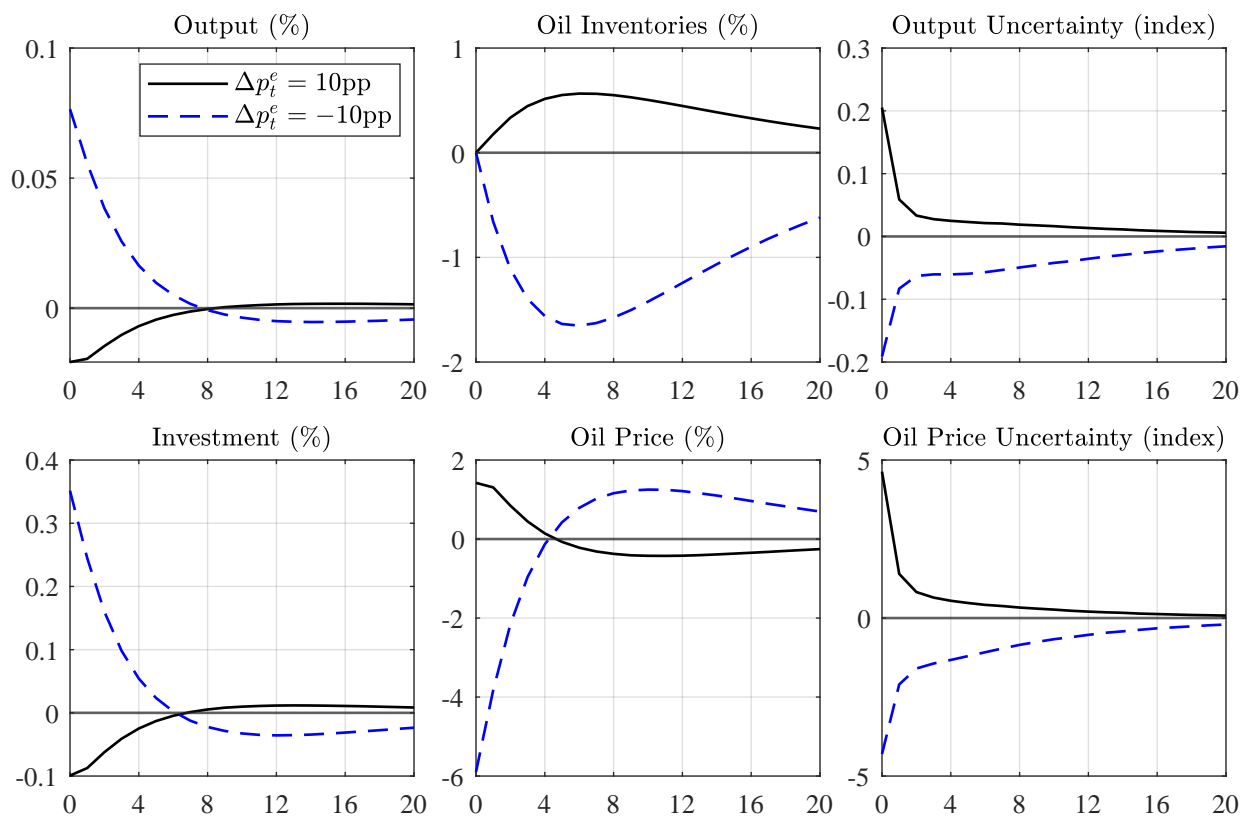 Output (%)
0.1
0.05
0
0 4 8 12 16 20
Δp_t^e = 10pp
Δp_t^e = −10pp
Oil Inventories (%)
1
0
-1
-2
0 4 8 12 16 20
Output Uncertainty (index)
0.3
0.2
0.1
0
-0.1
-0.2
0 4 8 12 16 20
Investment (%)
0.4
0.3
0.2
0.1
0
-0.1
0 4 8 12 16 20
Oil Price (%)
2
0
-2
-4
-6
0 4 8 12 16 20
Oil Price Uncertainty (index)
5
0
-5
0 4 8 12 16 20